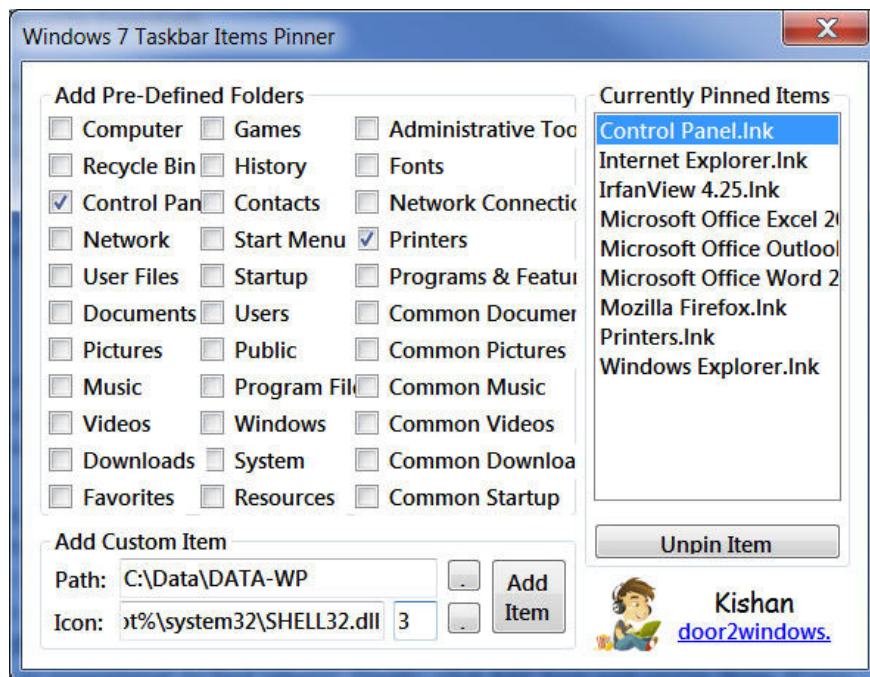 Windows 7 Taskbar Items Pinner
X
Add Pre-Defined Folders
Computer Games Administrative Too
Recycle Bin History Fonts
Control Pan Contacts Network Connectic
Network Start Menu Printers
User Files Startup Programs & Featur
Documents Users Common Documer
Pictures Public Common Pictures
Music Program File Common Music
Videos Windows Common Videos
Downloads System Common Downloa
Favorites Resources Common Startup
Currently Pinned Items
Control Panel.lnk
Internet Explorer.lnk
IrfanView 4.25.lnk
Microsoft Office Excel 20
Microsoft Office Outlool
Microsoft Office Word 2
Mozilla Firefox.lnk
Printers.lnk
Windows Explorer.lnk
Unpin Item
Add Custom Item
Path: C:\Data\DATA-WP .
Icon: ot%\system32\SHELL32.dll 3 .
Add
Item
Kishan
door2windows.